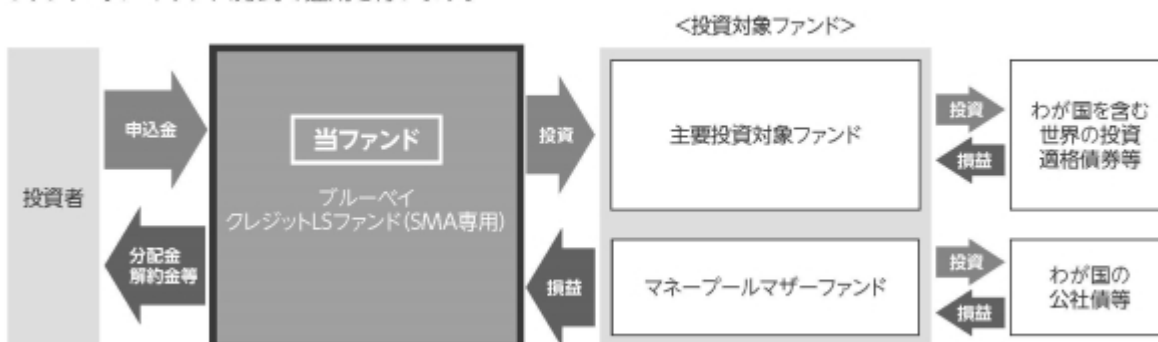 <投資対象ファンド>
投資者
申込金
分配金
解約金等
当ファンド
ブルーベイ
クレジットLSファンド(SMA専用)
投資
損益
主要投資対象ファンド
マネープールマザーファンド
投資
損益
わが国を含む
世界の投資
適格債券等
投資
損益
わが国の
公社債等